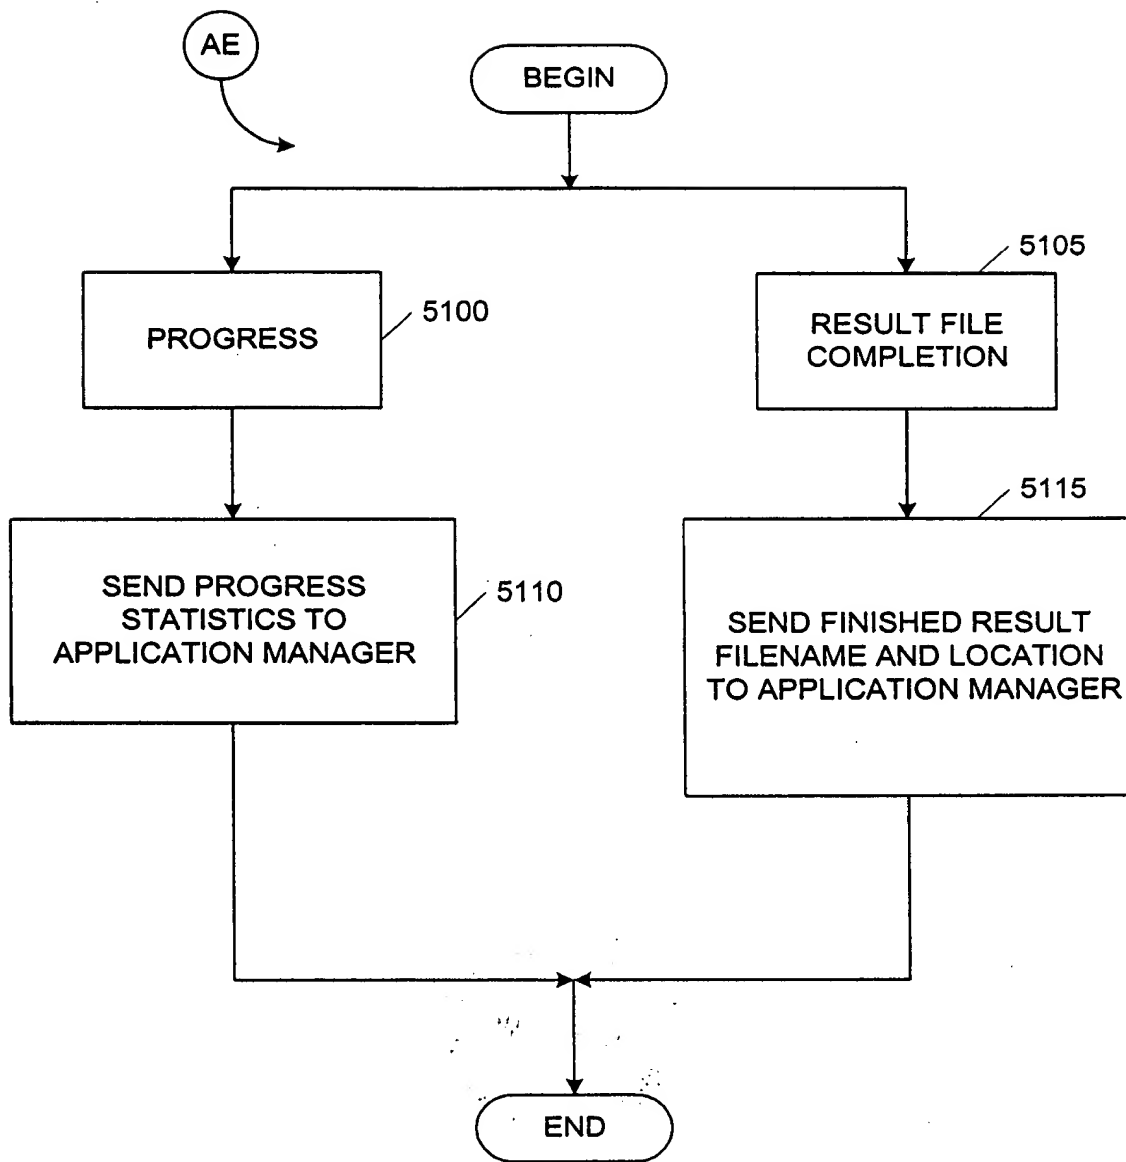 AE
BEGIN
5100
PROGRESS
5105
RESULT FILE
COMPLETION
5110
SEND PROGRESS
STATISTICS TO
APPLICATION MANAGER
5115
SEND FINISHED RESULT
FILENAME AND LOCATION
TO APPLICATION MANAGER
END